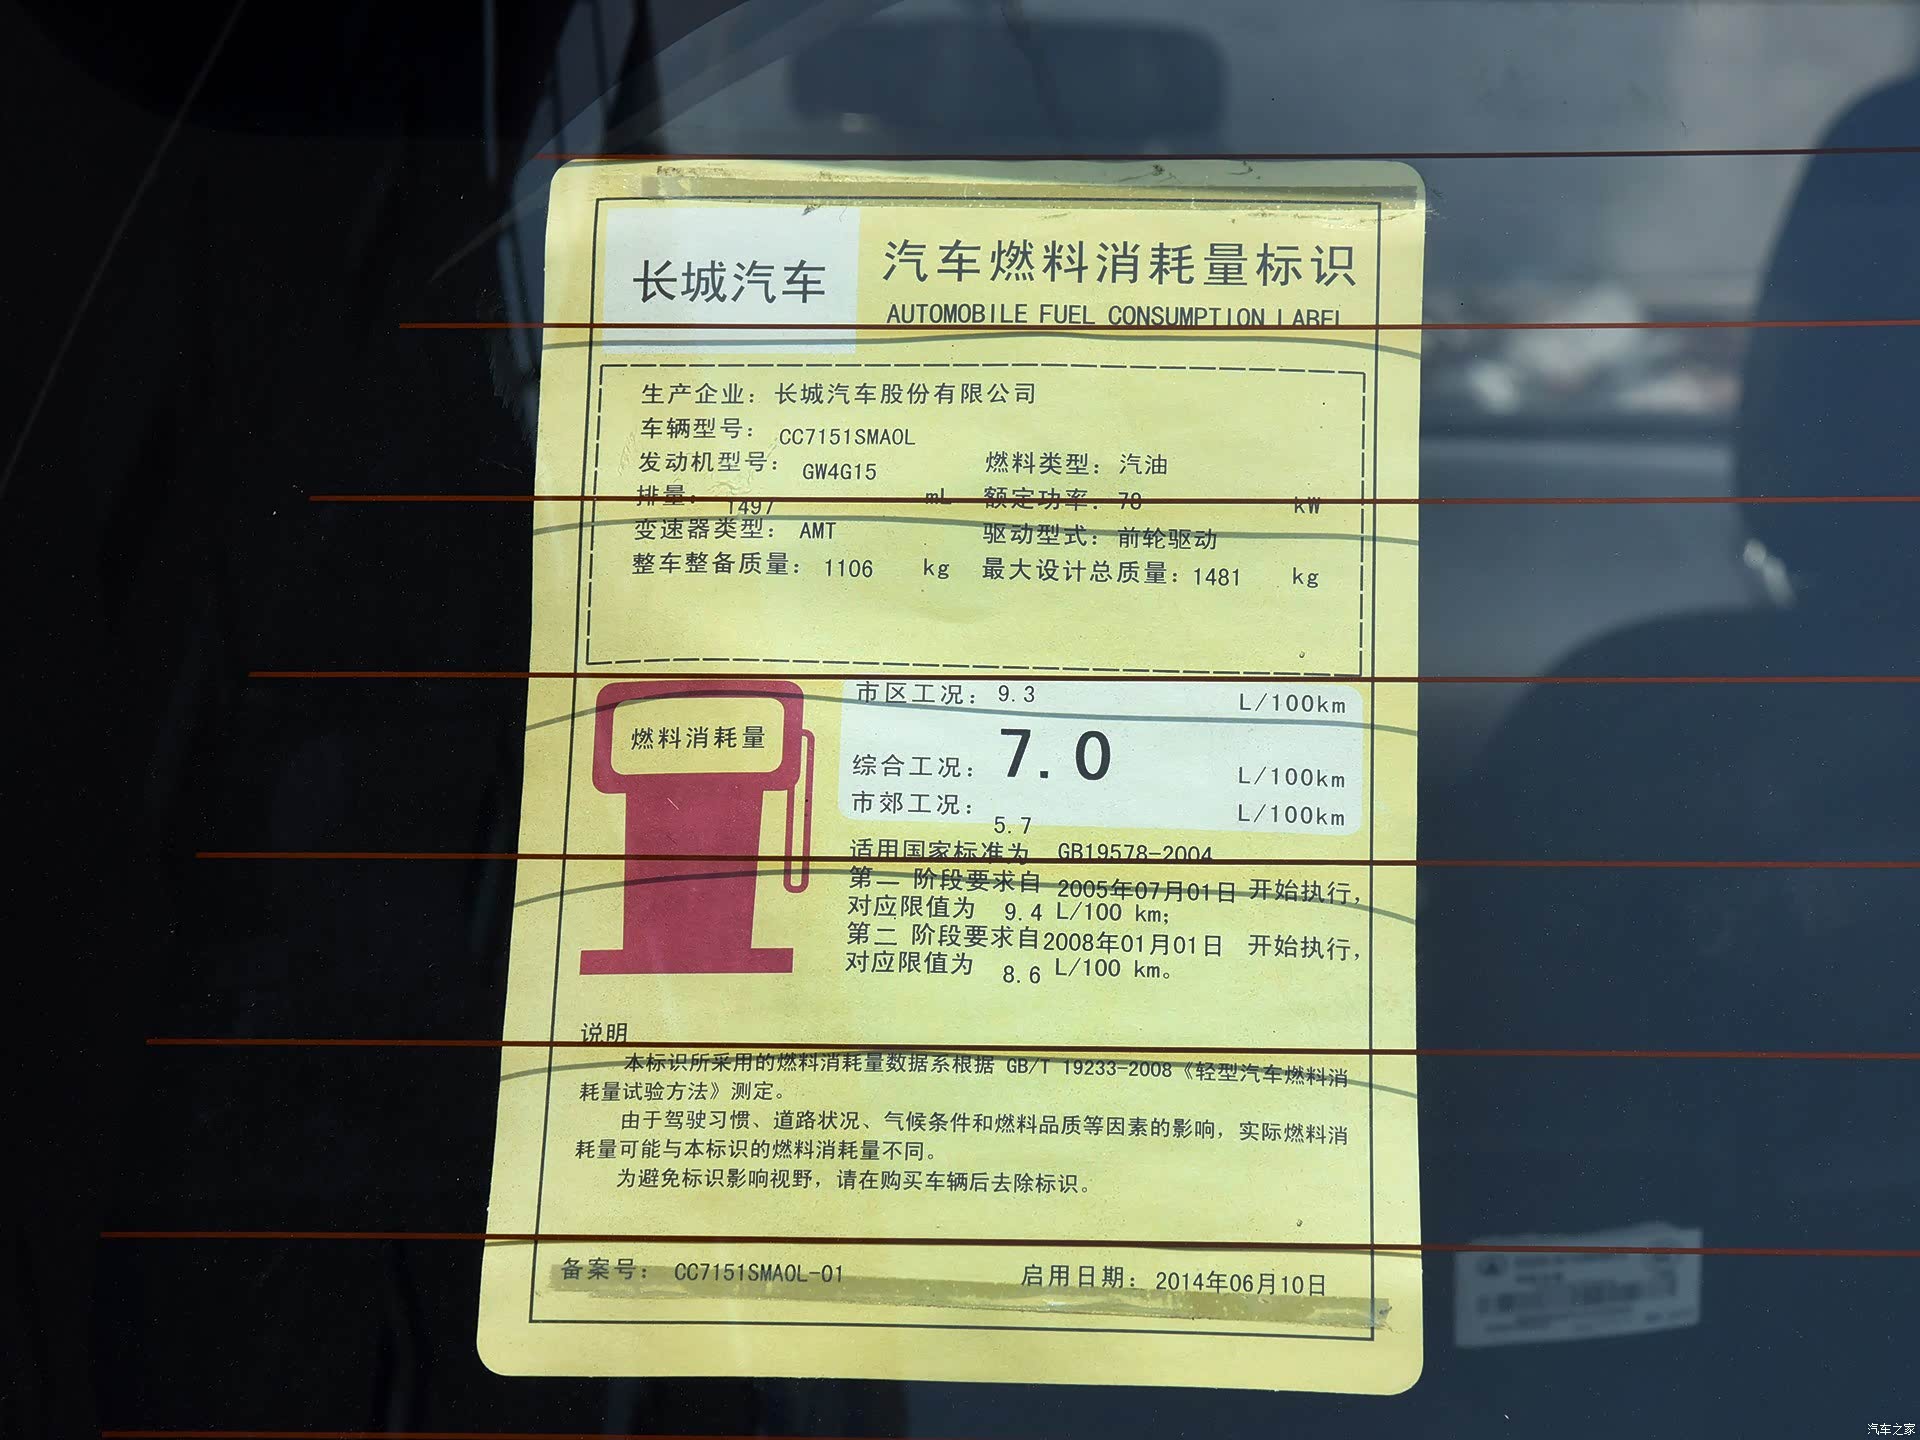 长城汽车
汽车燃料消耗量标识
AUTOMOBILE FUEL CONSUMPTION LABEL
生产企业: 长城汽车股份有限公司
车辆型号: CC7151SMA0L
发动机型号: GW4G15 燃料类型: 汽油
排量: 1497 mL 额定功率: 78 kW
变速器类型: AMT 驱动型式: 前轮驱动
整车整备质量: 1106 kg 最大设计总质量: 1481 kg
燃料消耗量
市区工况: 9.3 L/100km
综合工况: 7.0 L/100km
市郊工况: 5.7 L/100km
适用国家标准为 GB19578-2004
第一 阶段要求自 2005年07月01日 开始执行,
对应限值为 9.4 L/100 km;
第二 阶段要求自2008年01月01日 开始执行,
对应限值为 8.6 L/100 km。
说明
本标识所采用的燃料消耗量数据系根据 GB/T 19233-2008《轻型汽车燃料消
耗量试验方法》测定。
由于驾驶习惯、道路状况、气候条件和燃料品质等因素的影响, 实际燃料消
耗量可能与本标识的燃料消耗量不同。
为避免标识影响视野, 请在购买车辆后去除标识。
备案号: CC7151SMA0L-01 启用日期: 2014年06月10日
汽车之家